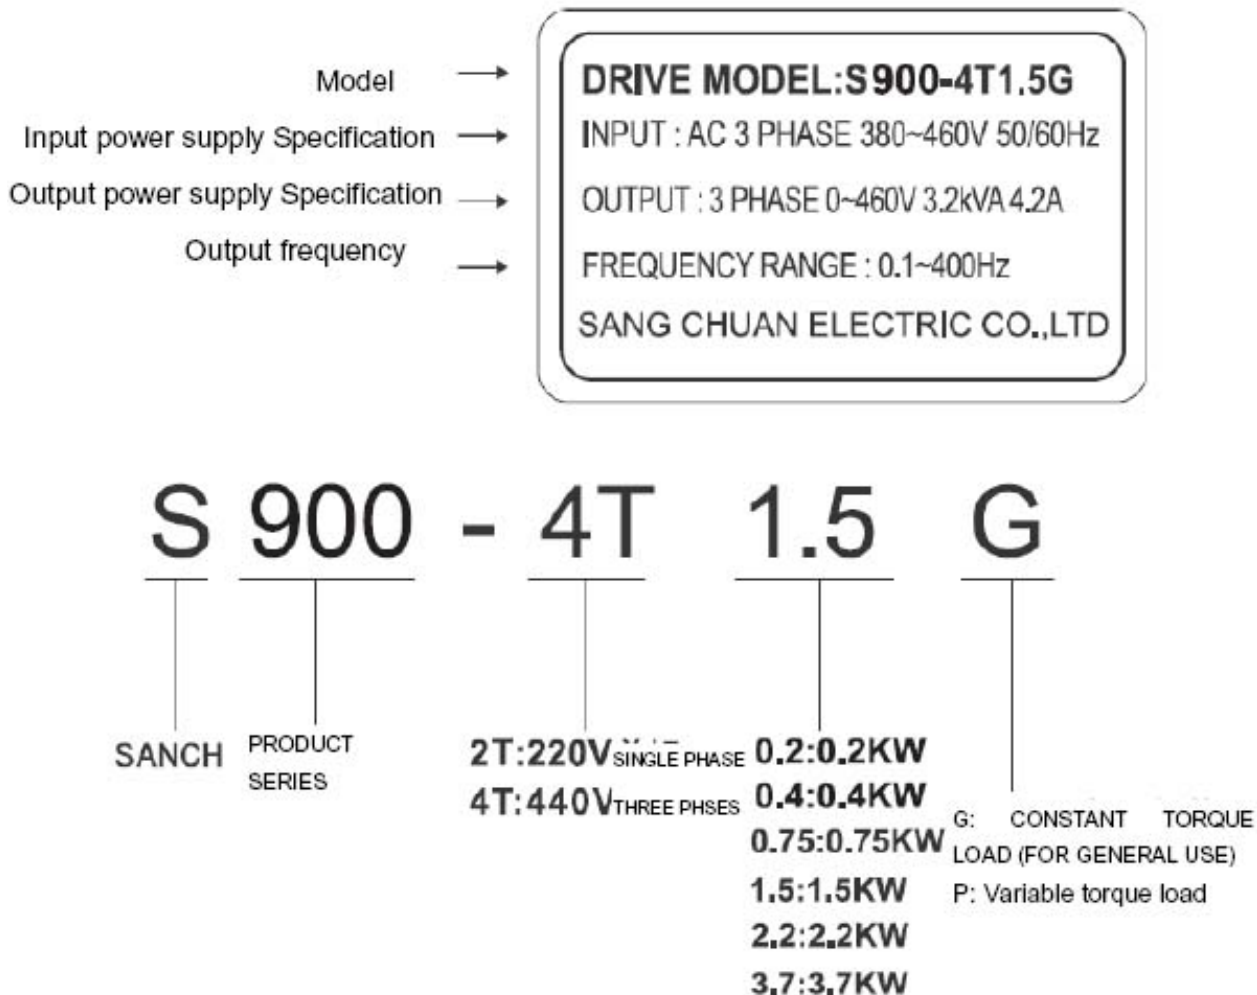 Model
DRIVE MODEL:S900-4T1.5G
Input power supply Specification
INPUT : AC 3 PHASE 380~460V 50/60Hz
Output power supply Specification
OUTPUT : 3 PHASE 0~460V 3.2kVA 4.2A
Output frequency
FREQUENCY RANGE : 0.1~400Hz
SANG CHUAN ELECTRIC CO.,LTD
S 900 - 4T 1.5 G
SANCH
PRODUCT
SERIES
2T:220V SINGLE PHASE
4T:440V THREE PHSES
0.2:0.2KW
0.4:0.4KW
0.75:0.75KW
1.5:1.5KW
2.2:2.2KW
3.7:3.7KW
G: CONSTANT TORQUE
LOAD (FOR GENERAL USE)
P: Variable torque load